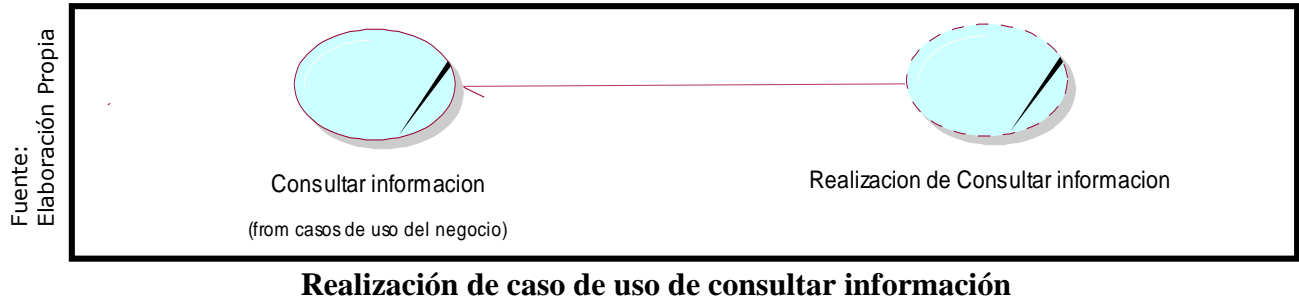 Fuente:
Elaboración Propia
Consultar informacion
(from casos de uso del negocio)
Realizacion de Consultar informacion
Realización de caso de uso de consultar información